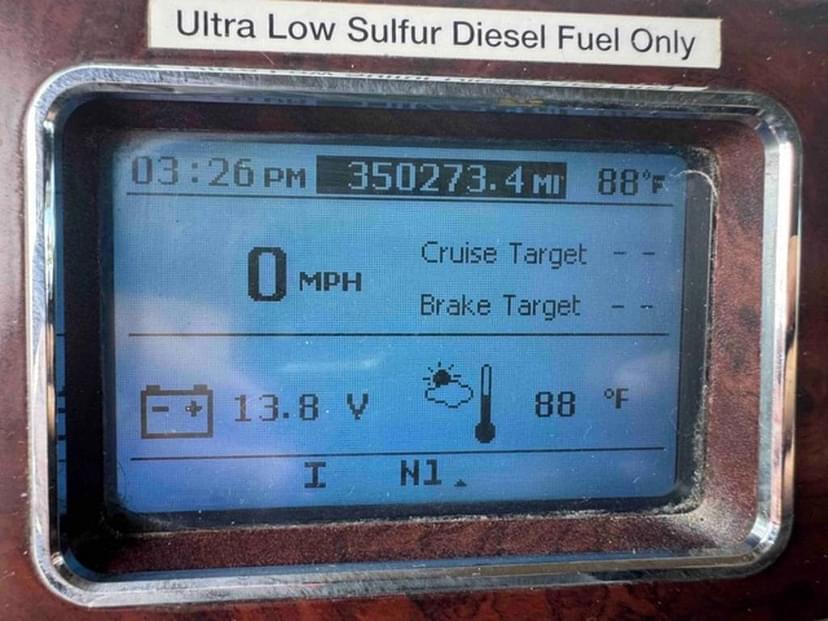 Ultra Low Sulfur Diesel Fuel Only
03:26 PM 350273.4 MI 88°F
0 MPH
Cruise Target - -
Brake Target - -
13.8 V 88 °F
I N1